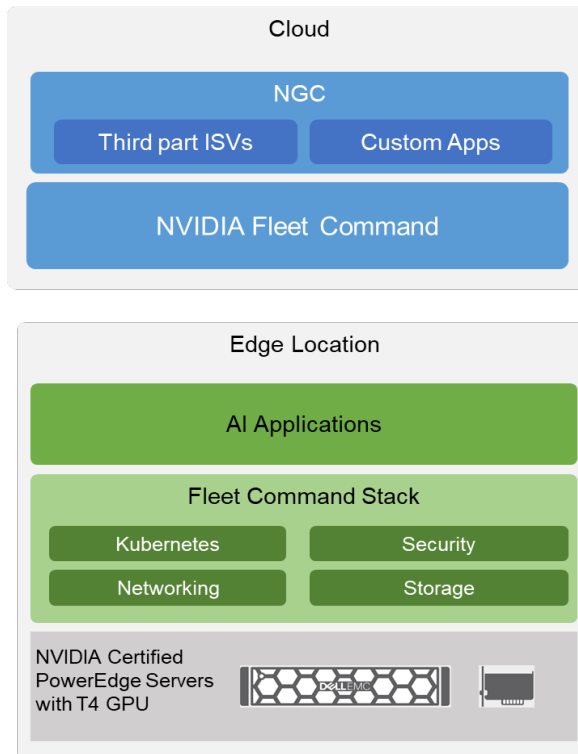 Cloud
NGC
Third part ISVs
Custom Apps
NVIDIA Fleet Command
Edge Location
AI Applications
Fleet Command Stack
Kubernetes
Security
Networking
Storage
NVIDIA Certified
PowerEdge Servers
with T4 GPU
DELLEMC